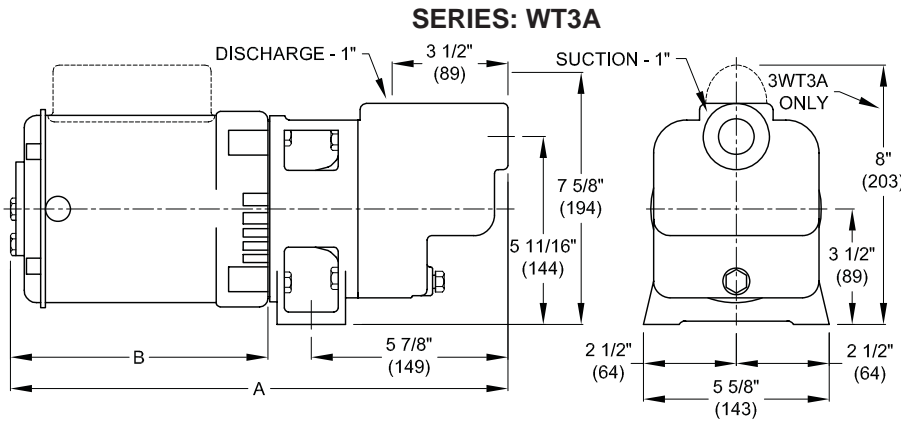 SERIES: WT3A
DISCHARGE - 1"
3 1/2"
(89)
SUCTION - 1"
3WT3A
ONLY
7 5/8"
(194)
8"
(203)
5 11/16"
(144)
3 1/2"
(89)
5 7/8"
(149)
B
A
2 1/2"
(64)
2 1/2"
(64)
5 5/8"
(143)